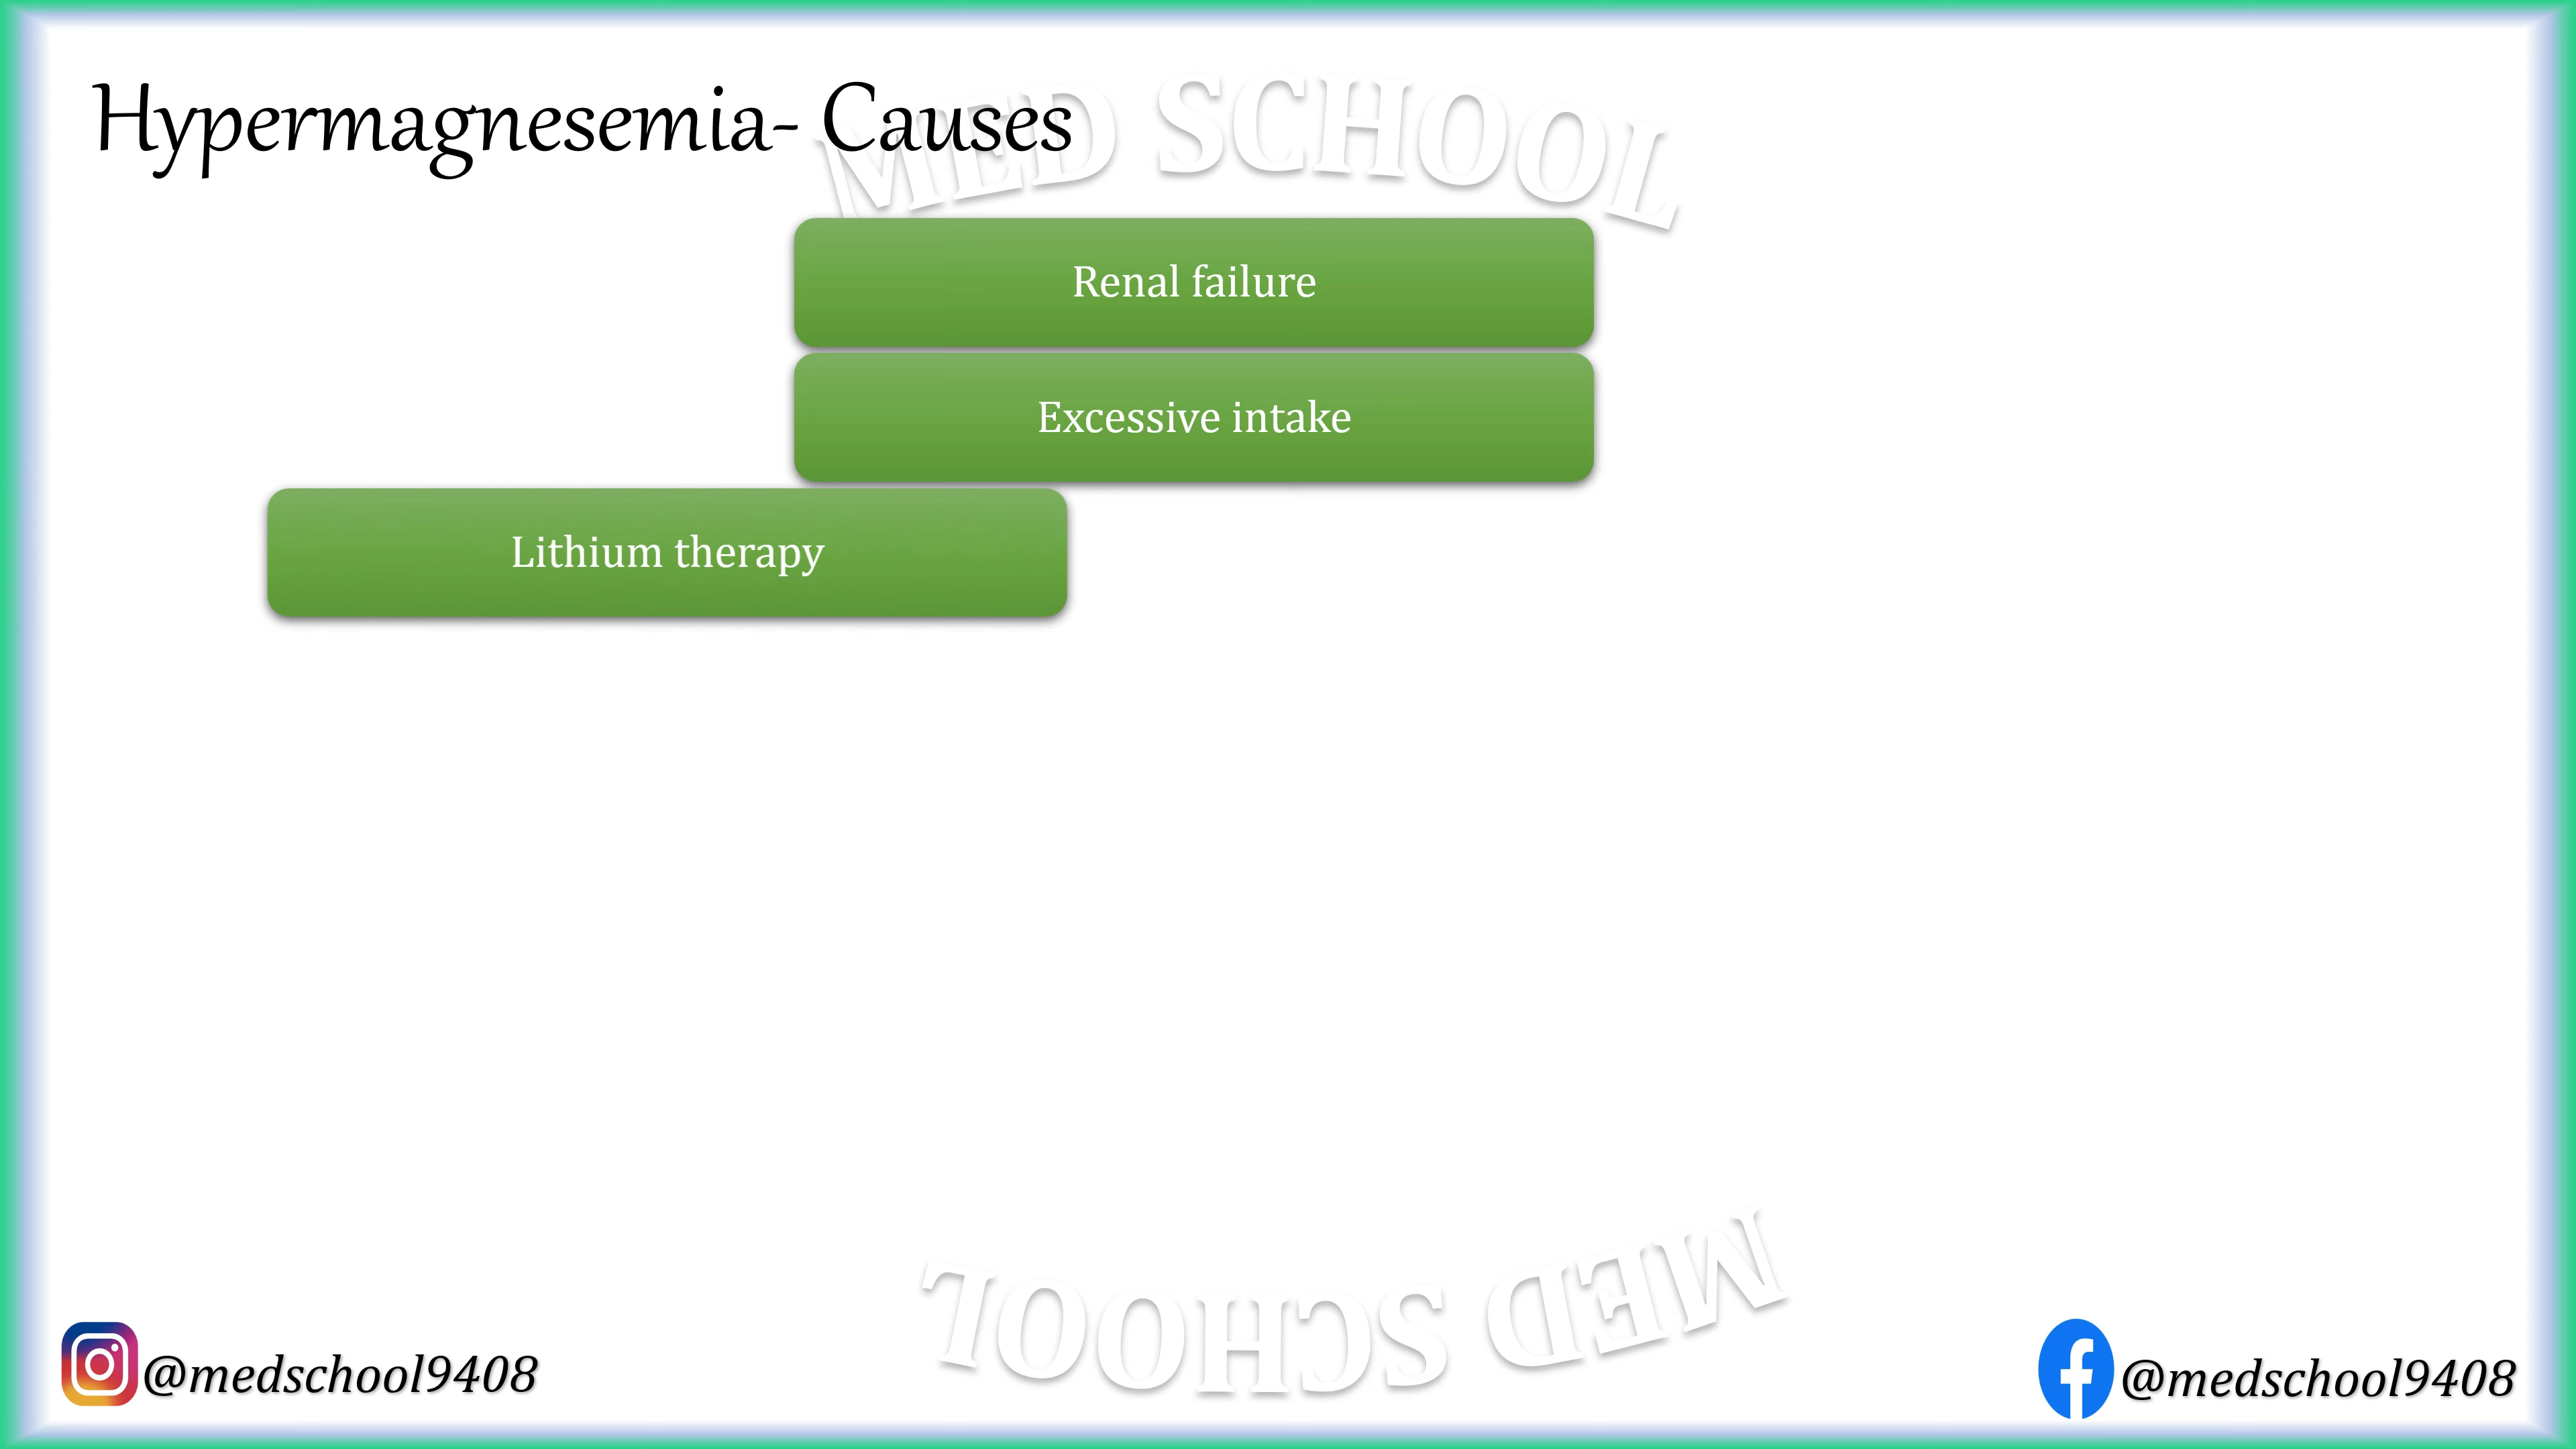 Hypermagnesemia- Causes
MED SCHOOL
Renal failure
Excessive intake
Lithium therapy
MED SCHOOL
@medschool9408
@medschool9408